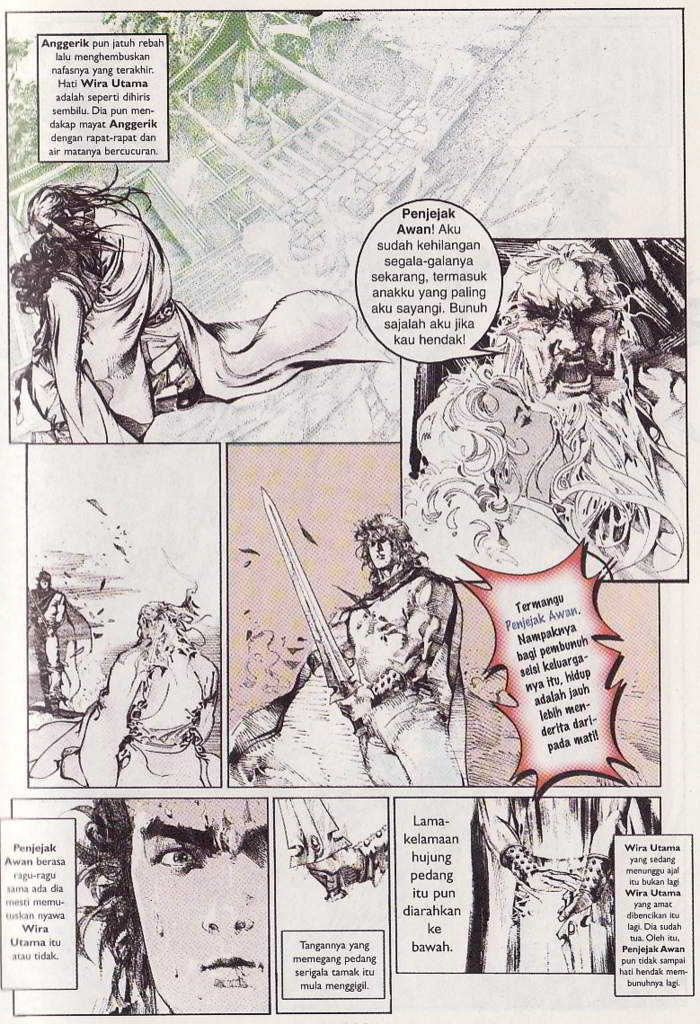 Anggerik pun jatuh rebah
lalu menghembuskan
nafasnya yang terakhir.
Hati Wira Utama
adalah seperti dihiris
sembilu. Dia pun men-
dakap mayat Anggerik
dengan rapat-rapat dan
air matanya bercucuran.
Penjejak
Awan! Aku
sudah kehilangan
segala-galanya
sekarang, termasuk
anakku yang paling
aku sayangi. Bunuh
sajalah aku jika
kau hendak!
Termangu
Penjejak Awan.
Nampaknya
bagi pembunuh
seisi keluarga-
nya itu, hidup
adalah jauh
lebih men-
derita dari-
pada mati!
Penjejak
Awan berasa
ragu-ragu
sama ada dia
mesti memu-
tuskan nyawa
Wira
Utama itu
atau tidak.
Tangannya yang
memegang pedang
serigala tamak itu
mula menggigil.
Lama-
kelamaan
hujung
pedang
itu pun
diarahkan
ke
bawah.
Wira Utama
yang sedang
menunggu ajal
itu bukan lagi
Wira Utama
yang amat
dibencikan itu
lagi. Dia sudah
tua. Oleh itu,
Penjejak Awan
pun tidak sampai
hati hendak mem-
bunuhnya lagi.